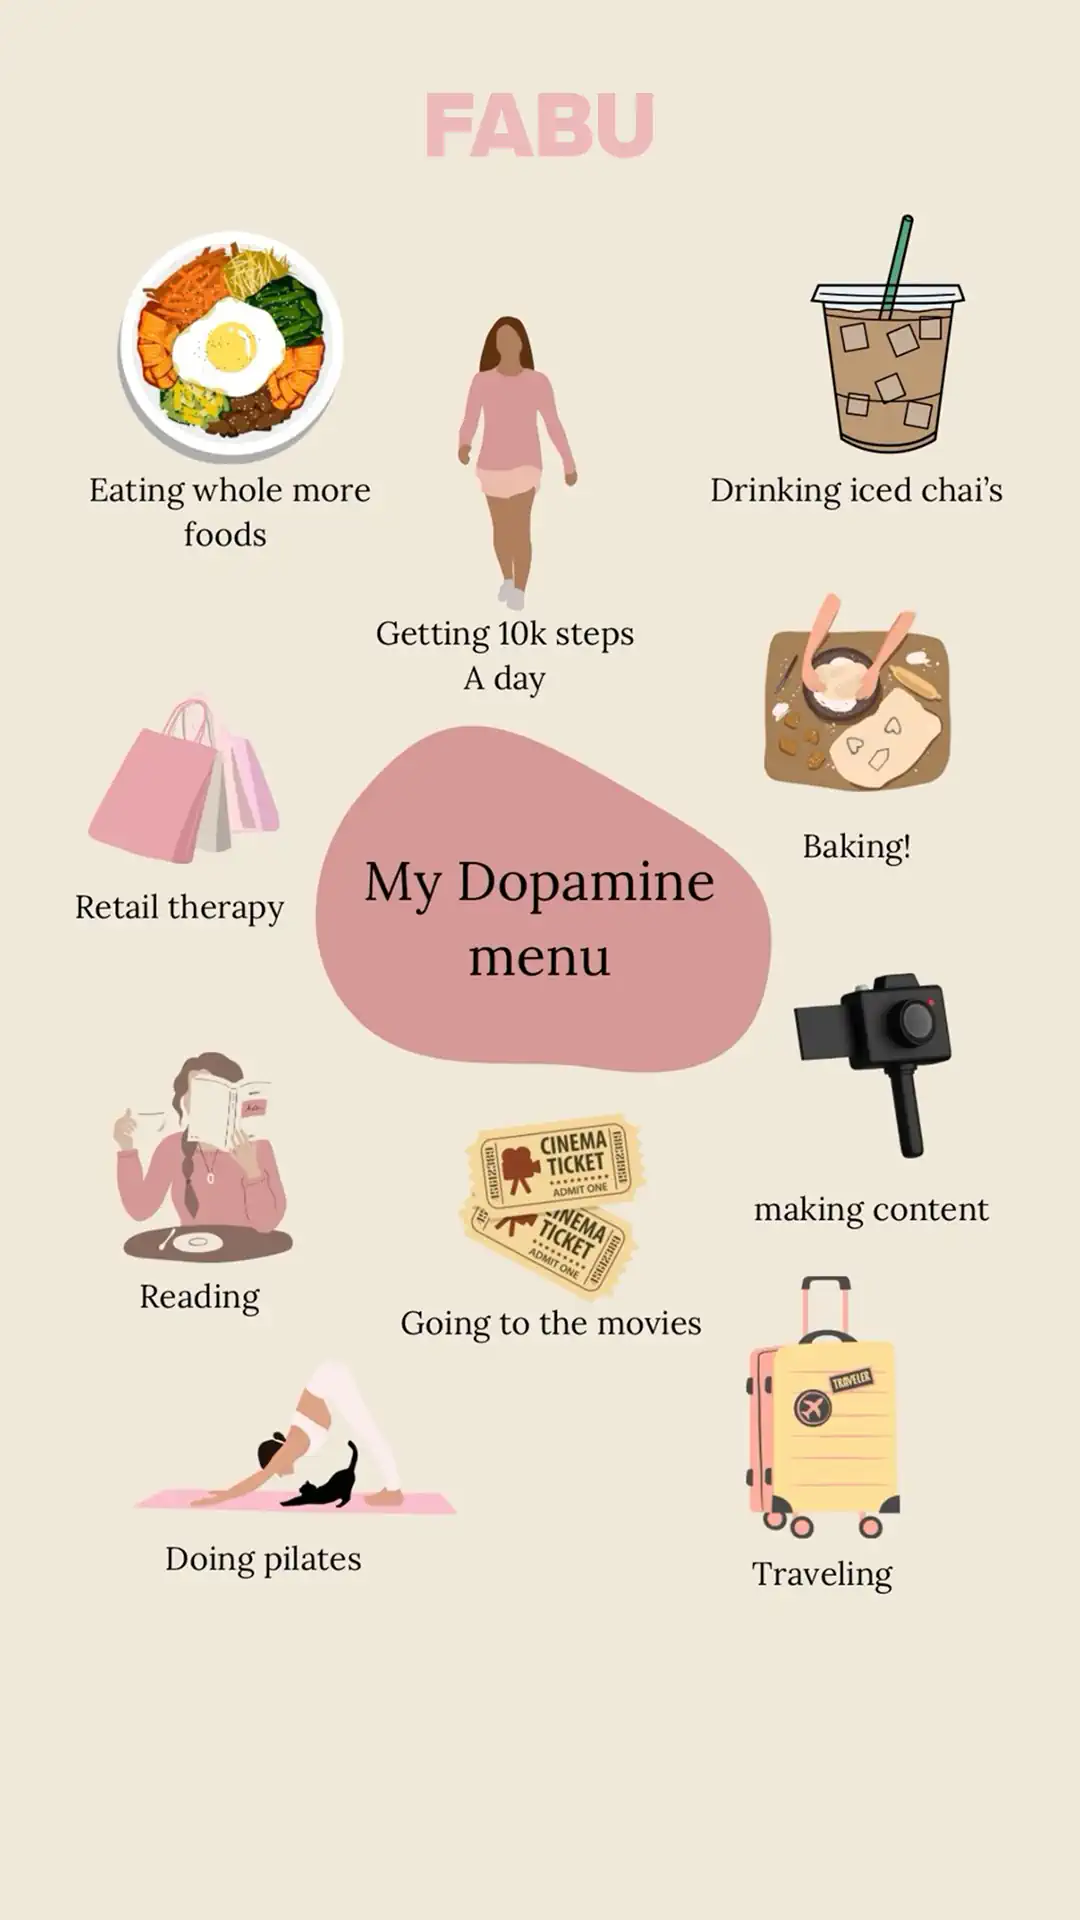 FABU
Eating whole more
foods
Drinking iced chai's
Getting 10k steps
A day
Baking!
Retail therapy
My Dopamine
menu
making content
Reading
CINEMA
TICKET
ADMIT ONE
CINEMA
TICKET
ADMIT ONE
Going to the movies
TRAVELER
Doing pilates
Traveling